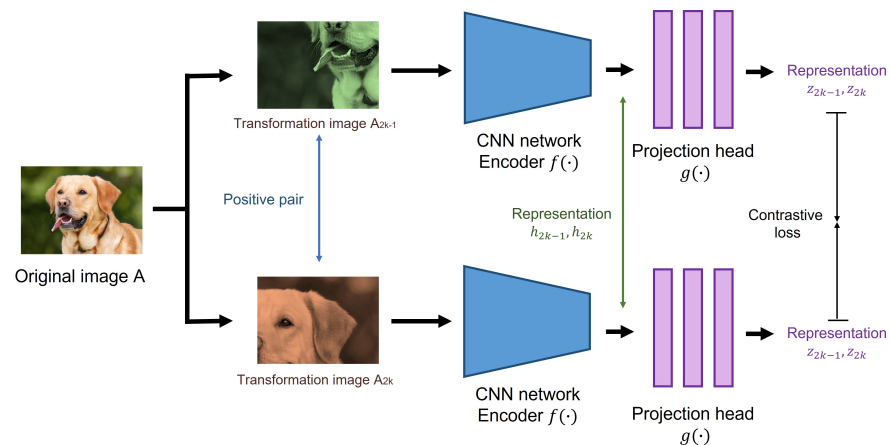 Transformation image A2k-1
CNN network
Encoder f(·)
Projection head
g(·)
Representation
z2k−1, z2k
Positive pair
Representation
h2k−1, h2k
Contrastive
loss
Original image A
Transformation image A2k
CNN network
Encoder f(·)
Projection head
g(·)
Representation
z2k−1, z2k